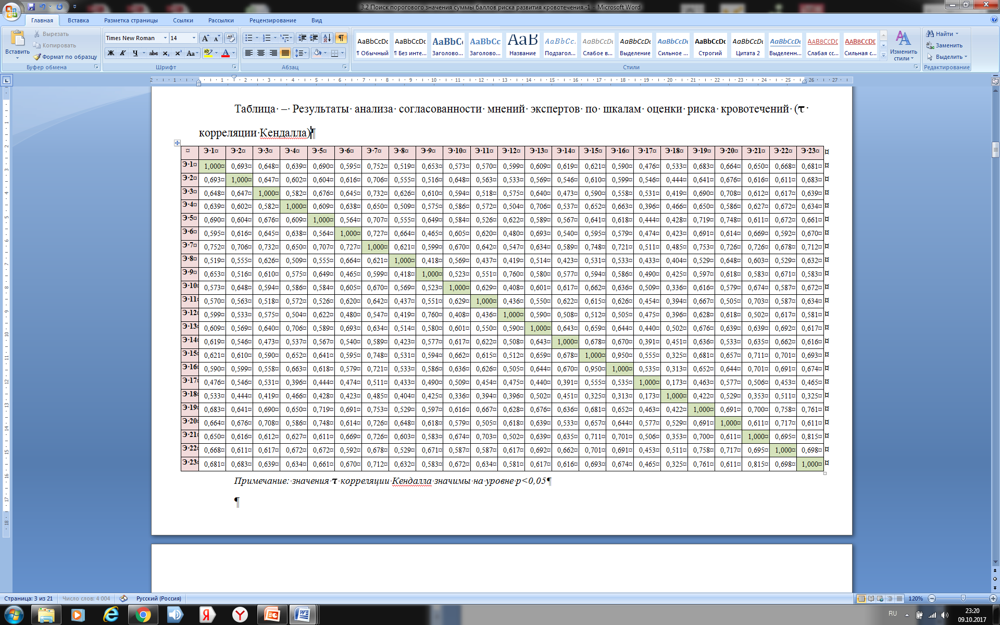 3.2 Поиск порогового значения суммы баллов риска развития кровотечения.-1 - Microsoft Word
Главная Вставка Разметка страницы Ссылки Рассылки Рецензирование Вид
Вставить
Вырезать
Копировать
Формат по образцу
Буфер обмена
Times New Roman 14
Шрифт
Абзац
AaBbCcDc AaBbCcDc AaBbC AaBbCc AaB AaBbCc. AaBbCcDc AaBbCcDc AaBbCcDc AaBbCcDc AaBbCcDc AaBbCcDc AABBCCDE AABBCCDE
¶ Обычный ¶ Без инте... Заголово... Заголово... Название Подзагол... Слабое в... Выделение Сильное ... Строгий Цитата 2 Выделенн... Слабая сс... Сильная с...
Изменить стили
Стили
Найти
Заменить
Выделить
Редактирование
Таблица – Результаты анализа согласованности мнений экспертов по шкалам оценки риска кровотечений (τ
корреляции Кендалла)¶
Э·1 Э·2 Э·3 Э·4 Э·5 Э·6 Э·7 Э·8 Э·9 Э·10 Э·11 Э·12 Э·13 Э·14 Э·15 Э·16 Э·17 Э·18 Э·19 Э·20 Э·21 Э·22 Э·23
Э·1 1,000 0,693 0,648 0,639 0,690 0,595 0,752 0,519 0,653 0,573 0,570 0,599 0,609 0,619 0,621 0,590 0,476 0,533 0,683 0,664 0,650 0,668 0,681
Э·2 0,693 1,000 0,647 0,602 0,604 0,616 0,706 0,555 0,516 0,648 0,563 0,533 0,569 0,546 0,610 0,599 0,546 0,444 0,641 0,676 0,616 0,611 0,683
Э·3 0,648 0,647 1,000 0,582 0,676 0,645 0,732 0,626 0,610 0,594 0,518 0,575 0,640 0,473 0,590 0,558 0,531 0,419 0,690 0,708 0,612 0,617 0,639
Э·4 0,639 0,602 0,582 1,000 0,609 0,638 0,650 0,509 0,575 0,586 0,572 0,504 0,706 0,537 0,652 0,663 0,396 0,466 0,650 0,586 0,627 0,672 0,634
Э·5 0,690 0,604 0,676 0,609 1,000 0,564 0,707 0,555 0,649 0,584 0,526 0,622 0,589 0,567 0,641 0,618 0,444 0,428 0,719 0,748 0,611 0,672 0,661
Э·6 0,595 0,616 0,645 0,638 0,564 1,000 0,727 0,664 0,465 0,605 0,620 0,480 0,693 0,540 0,595 0,579 0,474 0,423 0,691 0,614 0,669 0,592 0,670
Э·7 0,752 0,706 0,732 0,650 0,707 0,727 1,000 0,621 0,599 0,670 0,642 0,547 0,634 0,589 0,748 0,721 0,511 0,485 0,753 0,726 0,726 0,678 0,712
Э·8 0,519 0,555 0,626 0,509 0,555 0,664 0,621 1,000 0,418 0,569 0,437 0,419 0,514 0,423 0,531 0,533 0,433 0,404 0,529 0,648 0,603 0,529 0,632
Э·9 0,653 0,516 0,610 0,575 0,649 0,465 0,599 0,418 1,000 0,523 0,551 0,760 0,580 0,577 0,594 0,586 0,490 0,425 0,597 0,618 0,583 0,671 0,583
Э·10 0,573 0,648 0,594 0,586 0,584 0,605 0,670 0,569 0,523 1,000 0,629 0,408 0,601 0,617 0,662 0,636 0,509 0,336 0,616 0,579 0,674 0,587 0,672
Э·11 0,570 0,563 0,518 0,572 0,526 0,620 0,642 0,437 0,551 0,629 1,000 0,436 0,550 0,622 0,615 0,626 0,454 0,394 0,667 0,505 0,703 0,587 0,634
Э·12 0,599 0,533 0,575 0,504 0,622 0,480 0,547 0,419 0,760 0,408 0,436 1,000 0,590 0,508 0,512 0,505 0,475 0,396 0,628 0,618 0,502 0,617 0,581
Э·13 0,609 0,569 0,640 0,706 0,589 0,693 0,634 0,514 0,580 0,601 0,550 0,590 1,000 0,643 0,659 0,644 0,440 0,502 0,676 0,639 0,639 0,692 0,617
Э·14 0,619 0,546 0,473 0,537 0,567 0,540 0,589 0,423 0,577 0,617 0,622 0,508 0,643 1,000 0,678 0,670 0,391 0,451 0,636 0,533 0,635 0,662 0,616
Э·15 0,621 0,610 0,590 0,652 0,641 0,595 0,748 0,531 0,594 0,662 0,615 0,512 0,659 0,678 1,000 0,950 0,555 0,325 0,681 0,657 0,711 0,701 0,693
Э·16 0,590 0,599 0,558 0,663 0,618 0,579 0,721 0,533 0,586 0,636 0,626 0,505 0,644 0,670 0,950 1,000 0,535 0,313 0,652 0,644 0,701 0,691 0,674
Э·17 0,476 0,546 0,531 0,396 0,444 0,474 0,511 0,433 0,490 0,509 0,454 0,475 0,440 0,391 0,555 0,535 1,000 0,173 0,463 0,577 0,506 0,453 0,465
Э·18 0,533 0,444 0,419 0,466 0,428 0,423 0,485 0,404 0,425 0,336 0,394 0,396 0,502 0,451 0,325 0,313 0,173 1,000 0,422 0,529 0,353 0,511 0,325
Э·19 0,683 0,641 0,690 0,650 0,719 0,691 0,753 0,529 0,597 0,616 0,667 0,628 0,676 0,636 0,681 0,652 0,463 0,422 1,000 0,691 0,700 0,758 0,761
Э·20 0,664 0,676 0,708 0,586 0,748 0,614 0,726 0,648 0,618 0,579 0,505 0,618 0,639 0,533 0,657 0,644 0,577 0,529 0,691 1,000 0,611 0,717 0,611
Э·21 0,650 0,616 0,612 0,627 0,611 0,669 0,726 0,603 0,583 0,674 0,703 0,502 0,639 0,635 0,711 0,701 0,506 0,353 0,700 0,611 1,000 0,695 0,815
Э·22 0,668 0,611 0,617 0,672 0,672 0,592 0,678 0,529 0,671 0,587 0,587 0,617 0,692 0,662 0,701 0,691 0,453 0,511 0,758 0,717 0,695 1,000 0,698
Э·23 0,681 0,683 0,639 0,634 0,661 0,670 0,712 0,632 0,583 0,672 0,634 0,581 0,617 0,616 0,693 0,674 0,465 0,325 0,761 0,611 0,815 0,698 1,000
Примечание: значения τ корреляции Кендалла значимы на уровне p<0,05¶
¶
Страница: 3 из 21 Число слов: 4 004 Русский (Россия) 120%
RU 23:20
09.10.2017